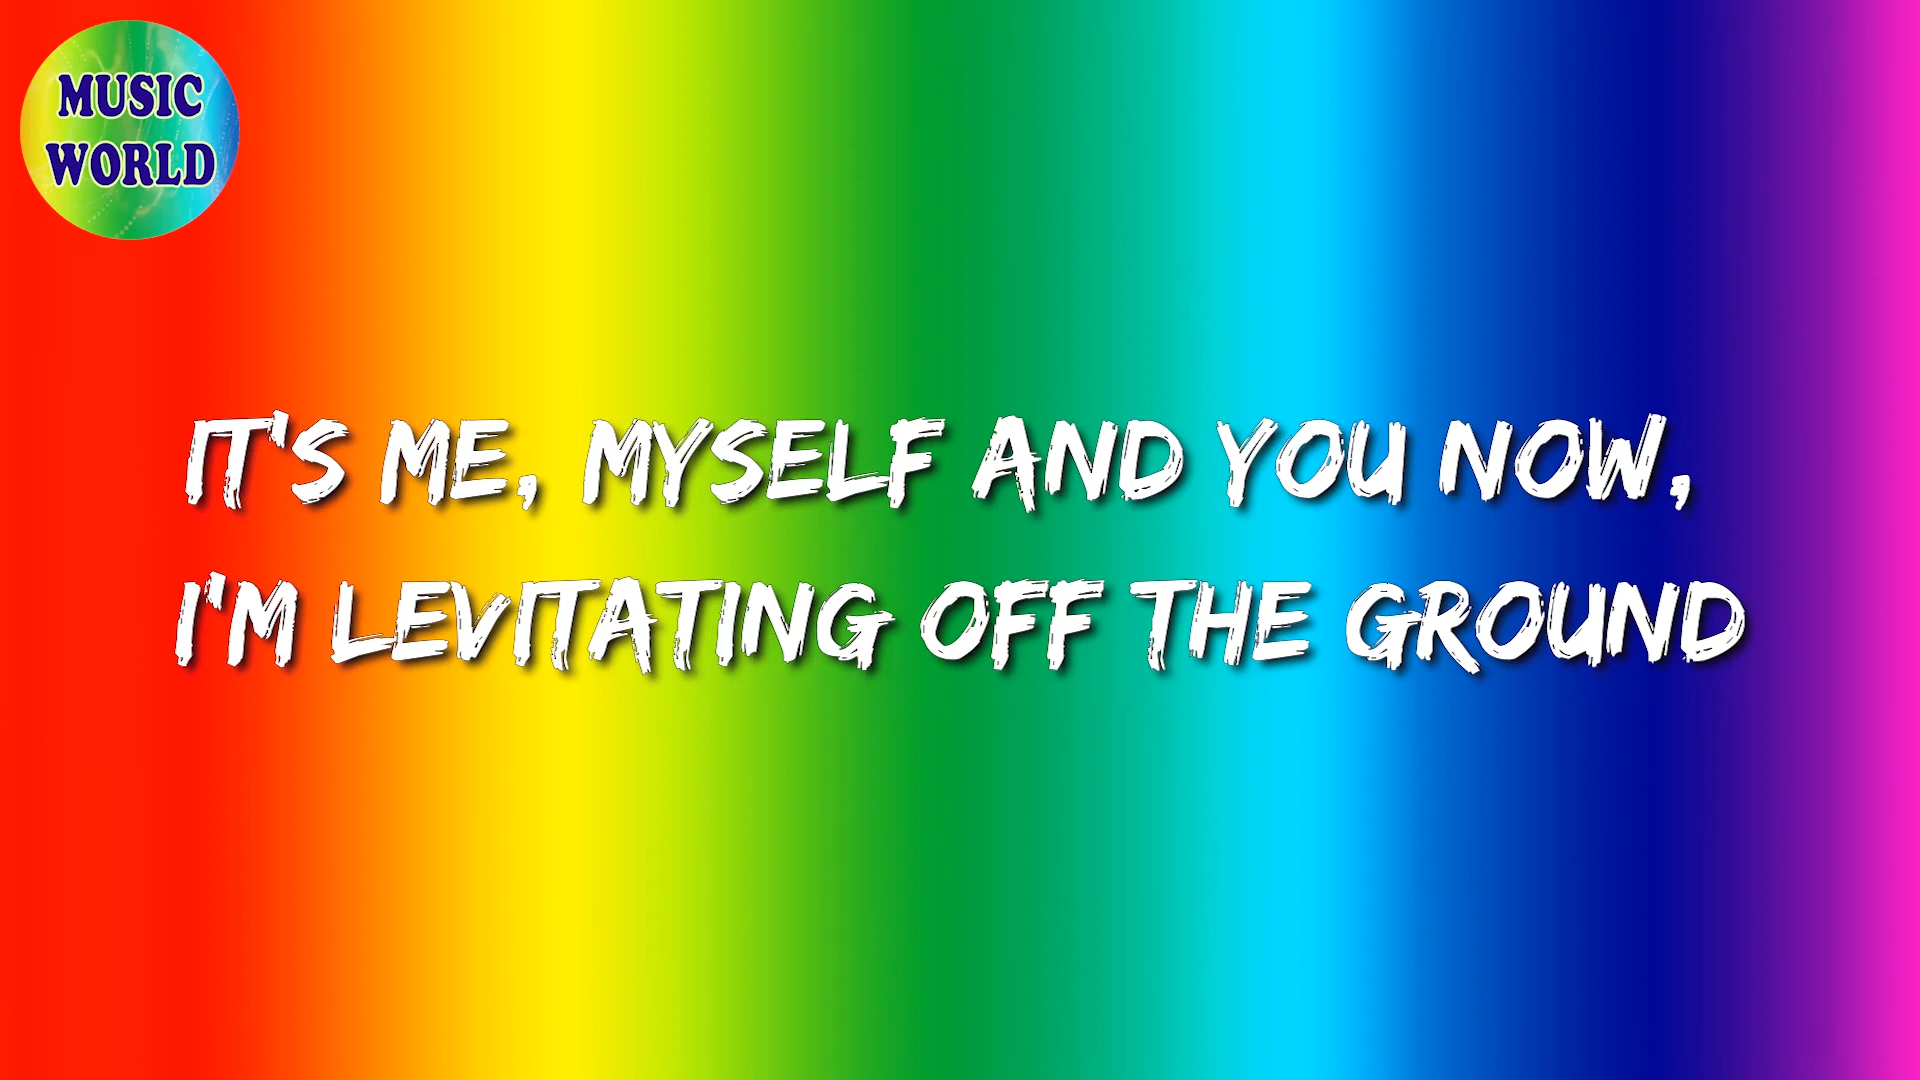 MUSIC
WORLD
IT'S ME, MYSELF AND YOU NOW,
I'M LEVITATING OFF THE GROUND